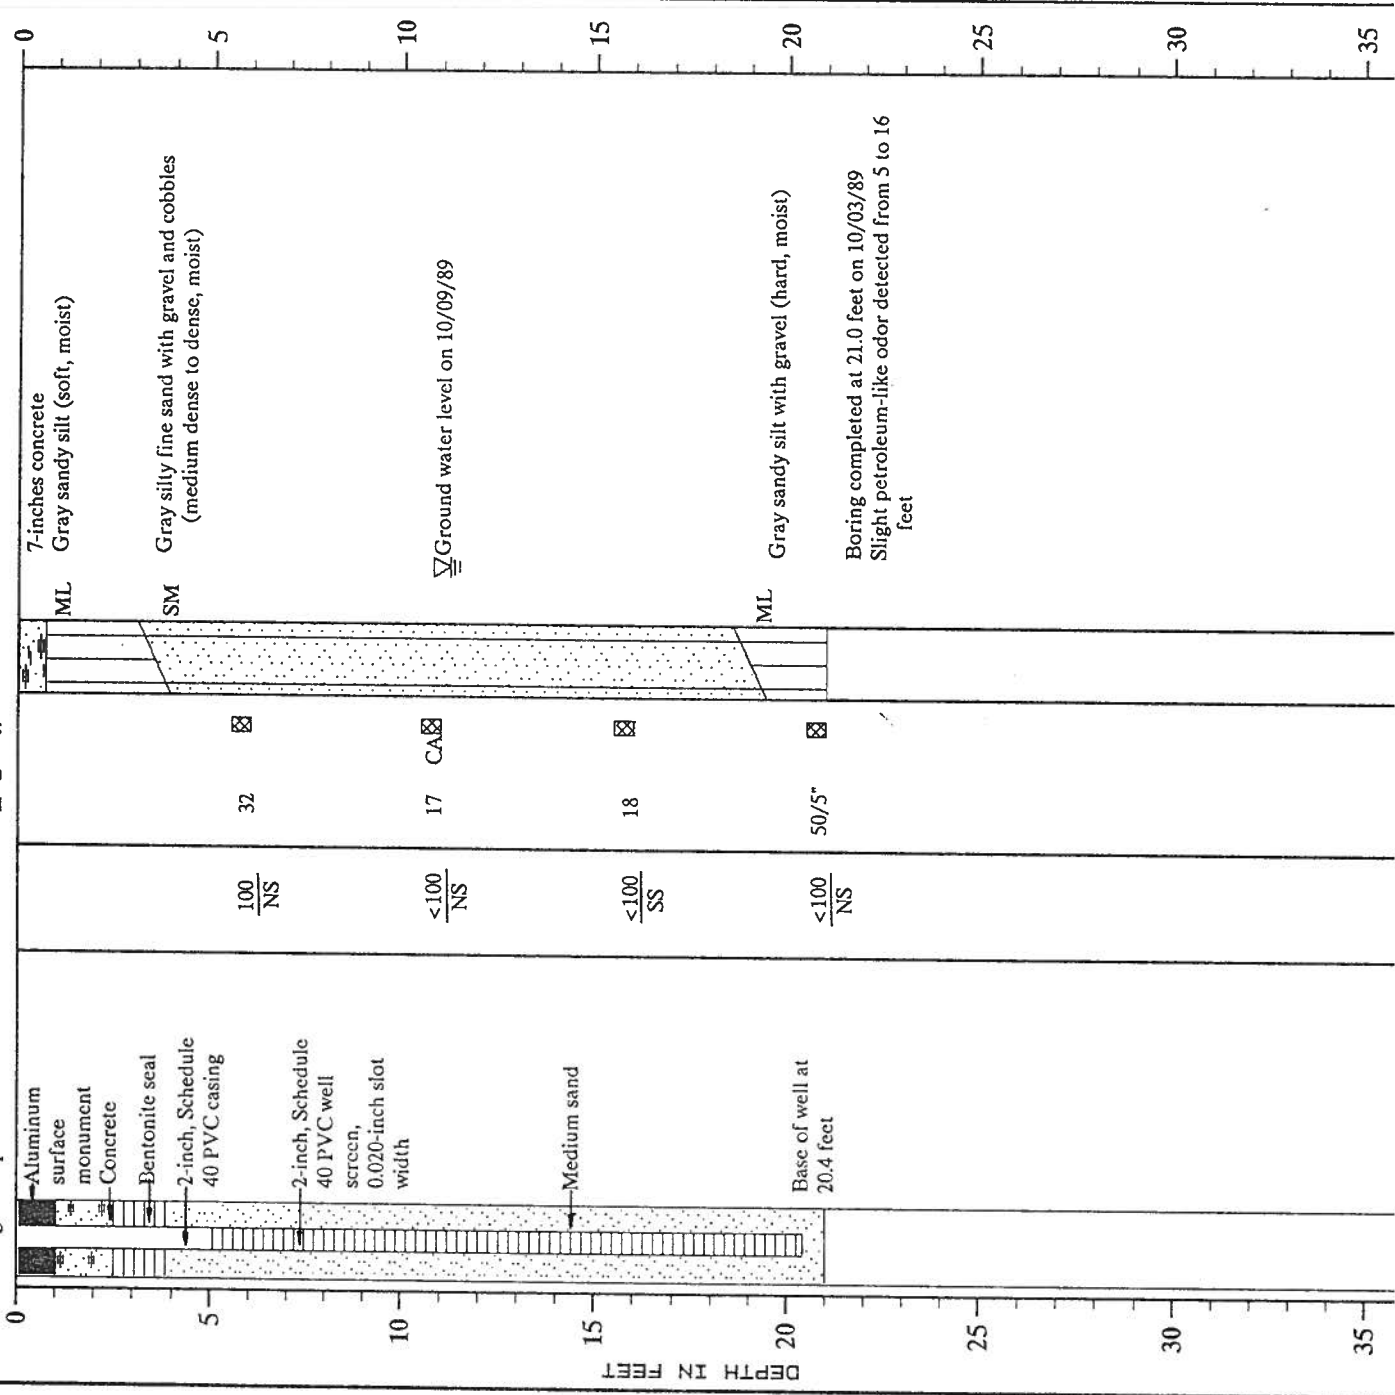 0
5
10
15
20
25
30
35
DEPTH IN FEET
Aluminum
surface
monument
Concrete
Bentonite seal
2-inch, Schedule
40 PVC casing
2-inch, Schedule
40 PVC well
screen,
0.020-inch slot
width
Medium sand
Base of well at
20.4 feet
100
NS
<100
NS
<100
SS
<100
NS
32
17 CA
18
50/5"
ML
SM
ML
7-inches concrete
Gray sandy silt (soft, moist)
Gray silty fine sand with gravel and cobbles
(medium dense to dense, moist)
Ground water level on 10/09/89
Gray sandy silt with gravel (hard, moist)
Boring completed at 21.0 feet on 10/03/89
Slight petroleum-like odor detected from 5 to 16
feet
0
5
10
15
20
25
30
35